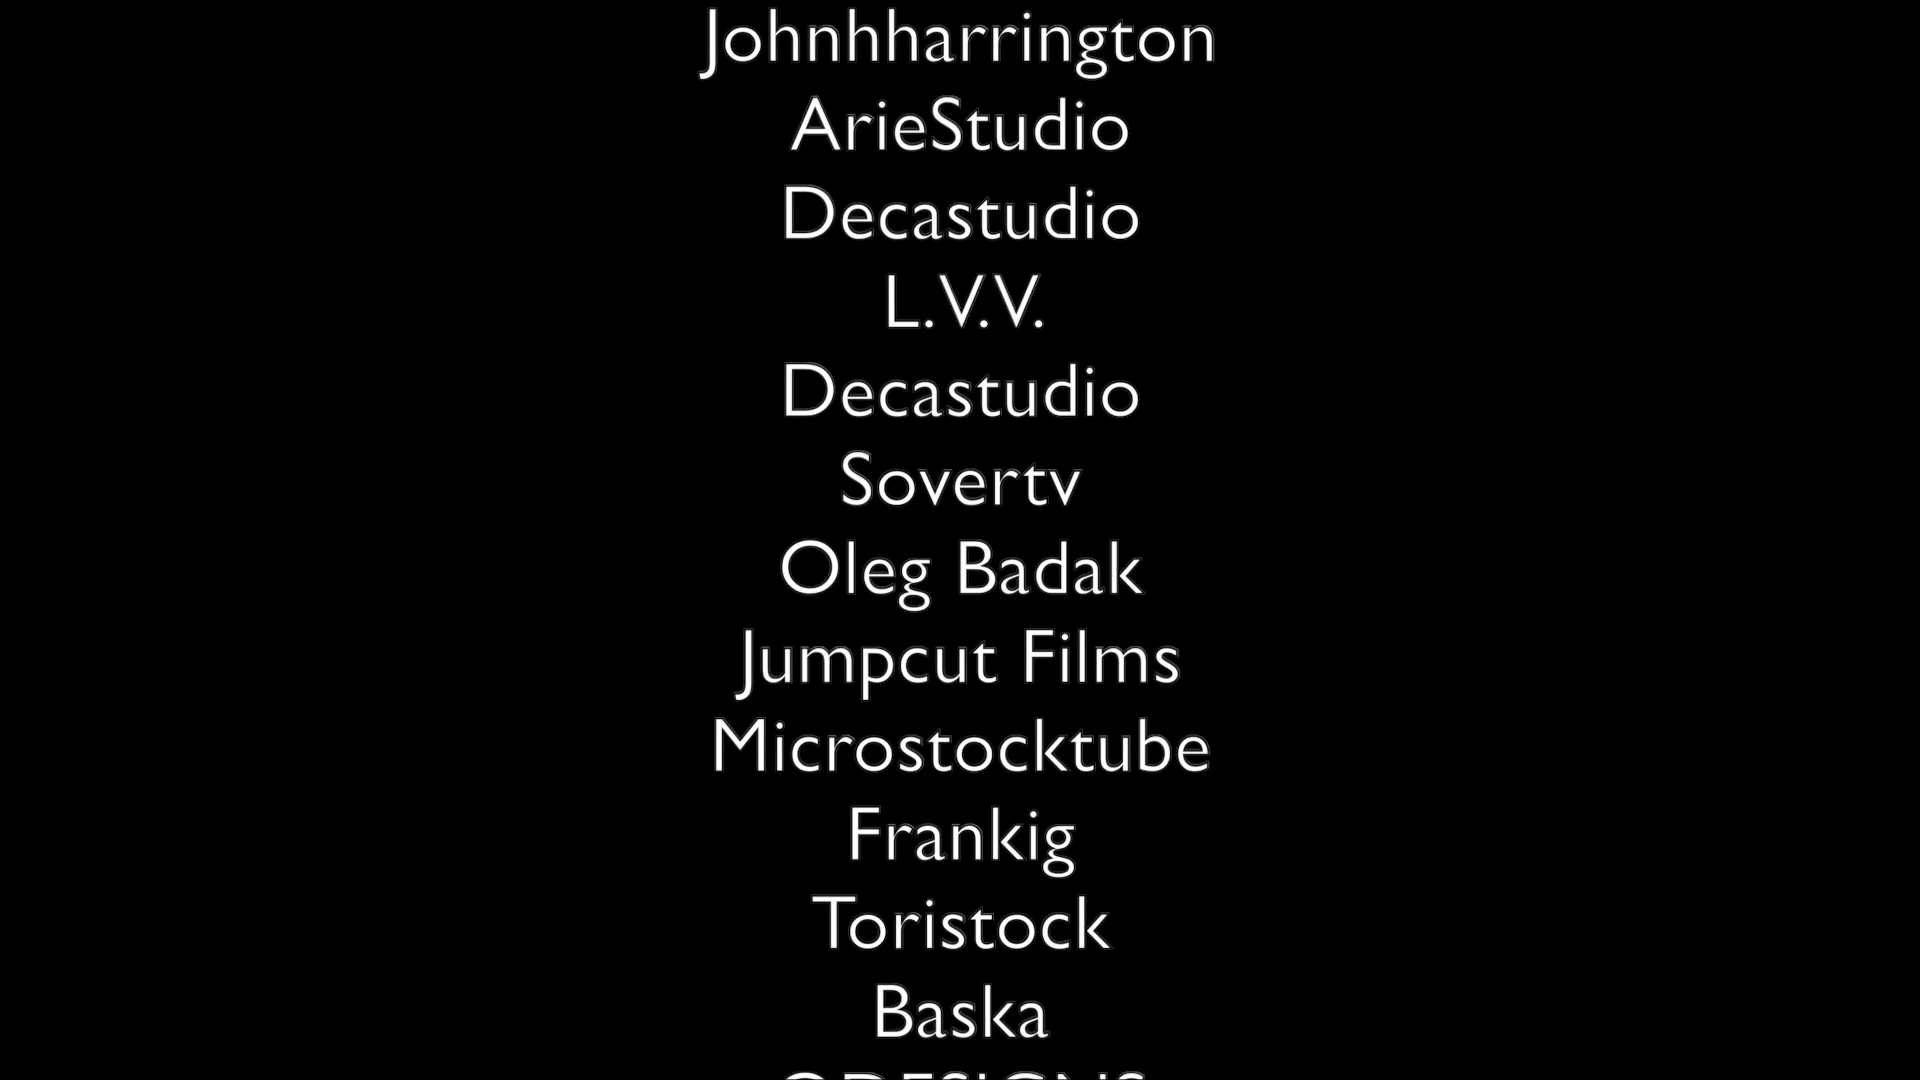 Johnhharrington
ArieStudio
Decastudio
L.V.V.
Decastudio
Sovertv
Oleg Badak
Jumpcut Films
Microstocktube
Frankig
Toristock
Baska